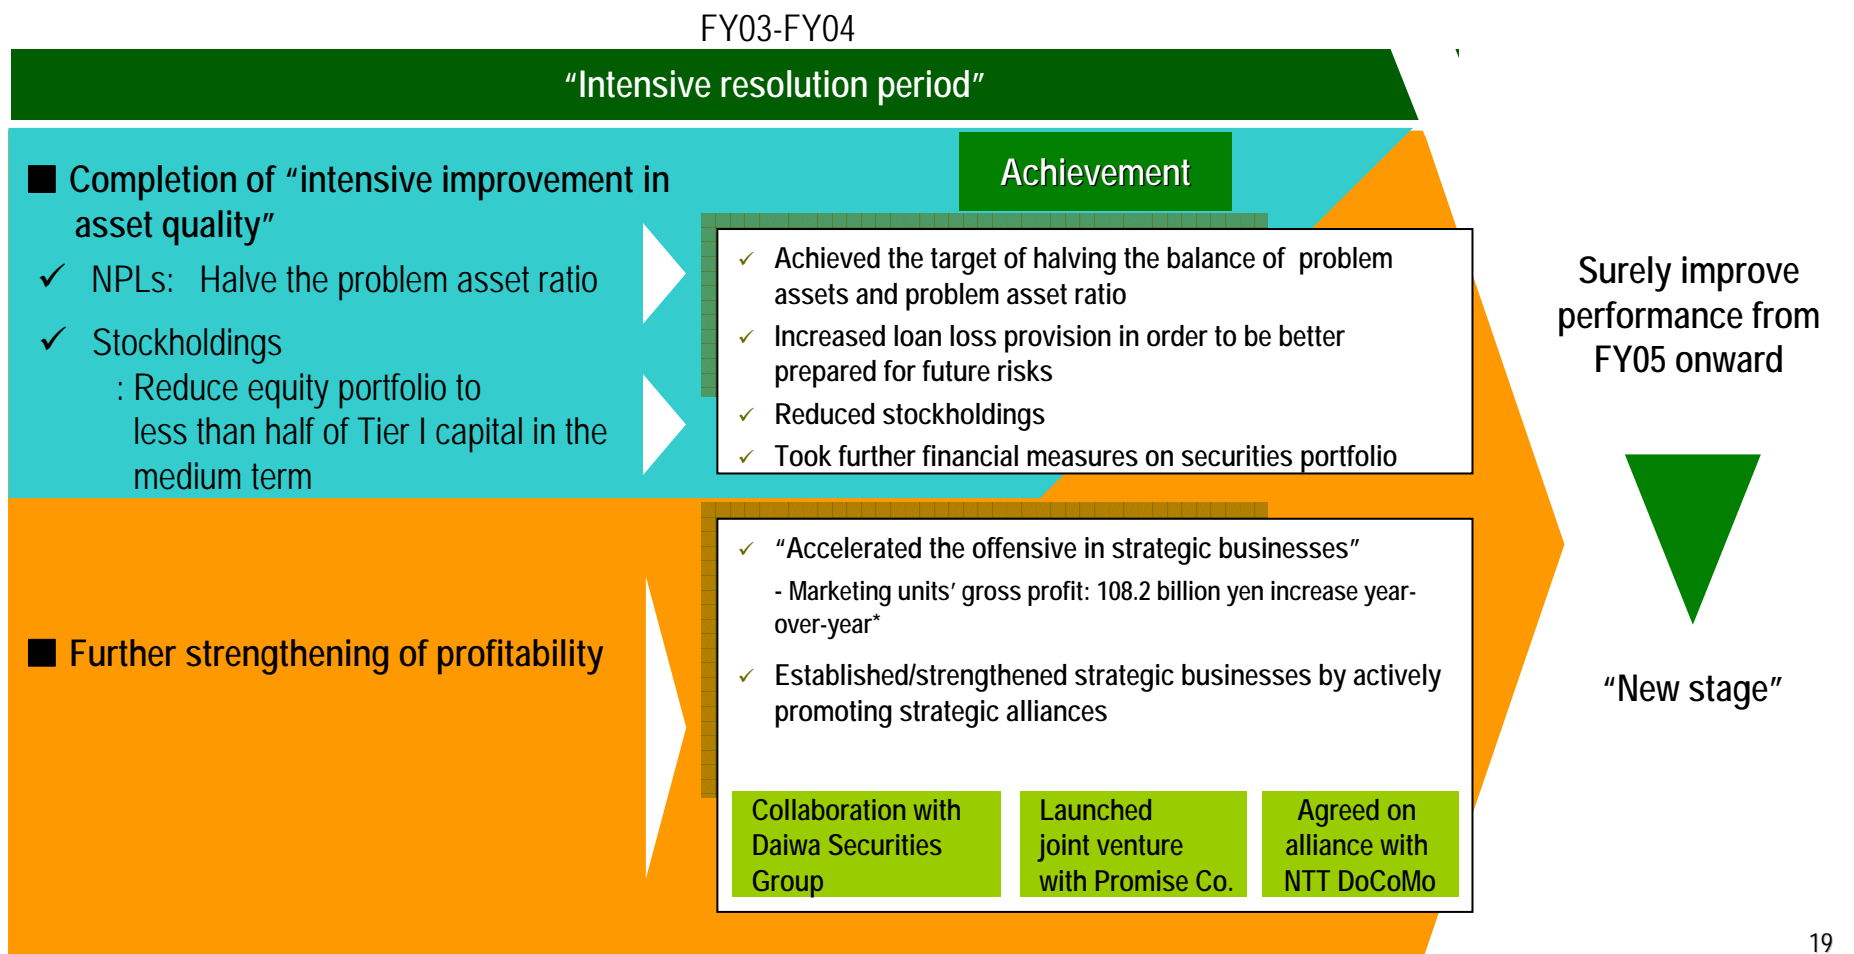 FY03-FY04
“Intensive resolution period”
■ Completion of “intensive improvement in
asset quality”
✓ NPLs: Halve the problem asset ratio
✓ Stockholdings
: Reduce equity portfolio to
less than half of Tier I capital in the
medium term
Achievement
✓ Achieved the target of halving the balance of problem
assets and problem asset ratio
✓ Increased loan loss provision in order to be better
prepared for future risks
✓ Reduced stockholdings
✓ Took further financial measures on securities portfolio
■ Further strengthening of profitability
✓ “Accelerated the offensive in strategic businesses”
- Marketing units’ gross profit: 108.2 billion yen increase year-
over-year*
✓ Established/strengthened strategic businesses by actively
promoting strategic alliances
Collaboration with
Daiwa Securities
Group
Launched
joint venture
with Promise Co.
Agreed on
alliance with
NTT DoCoMo
Surely improve
performance from
FY05 onward
“New stage”
19